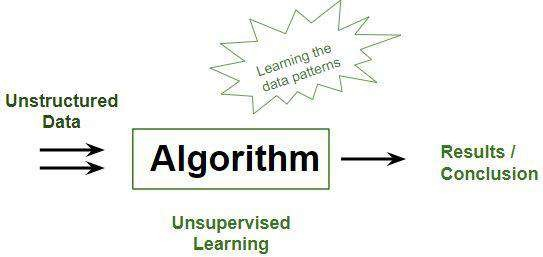 Learning the
data patterns
Unstructured
Data
Algorithm
Results /
Conclusion
Unsupervised
Learning